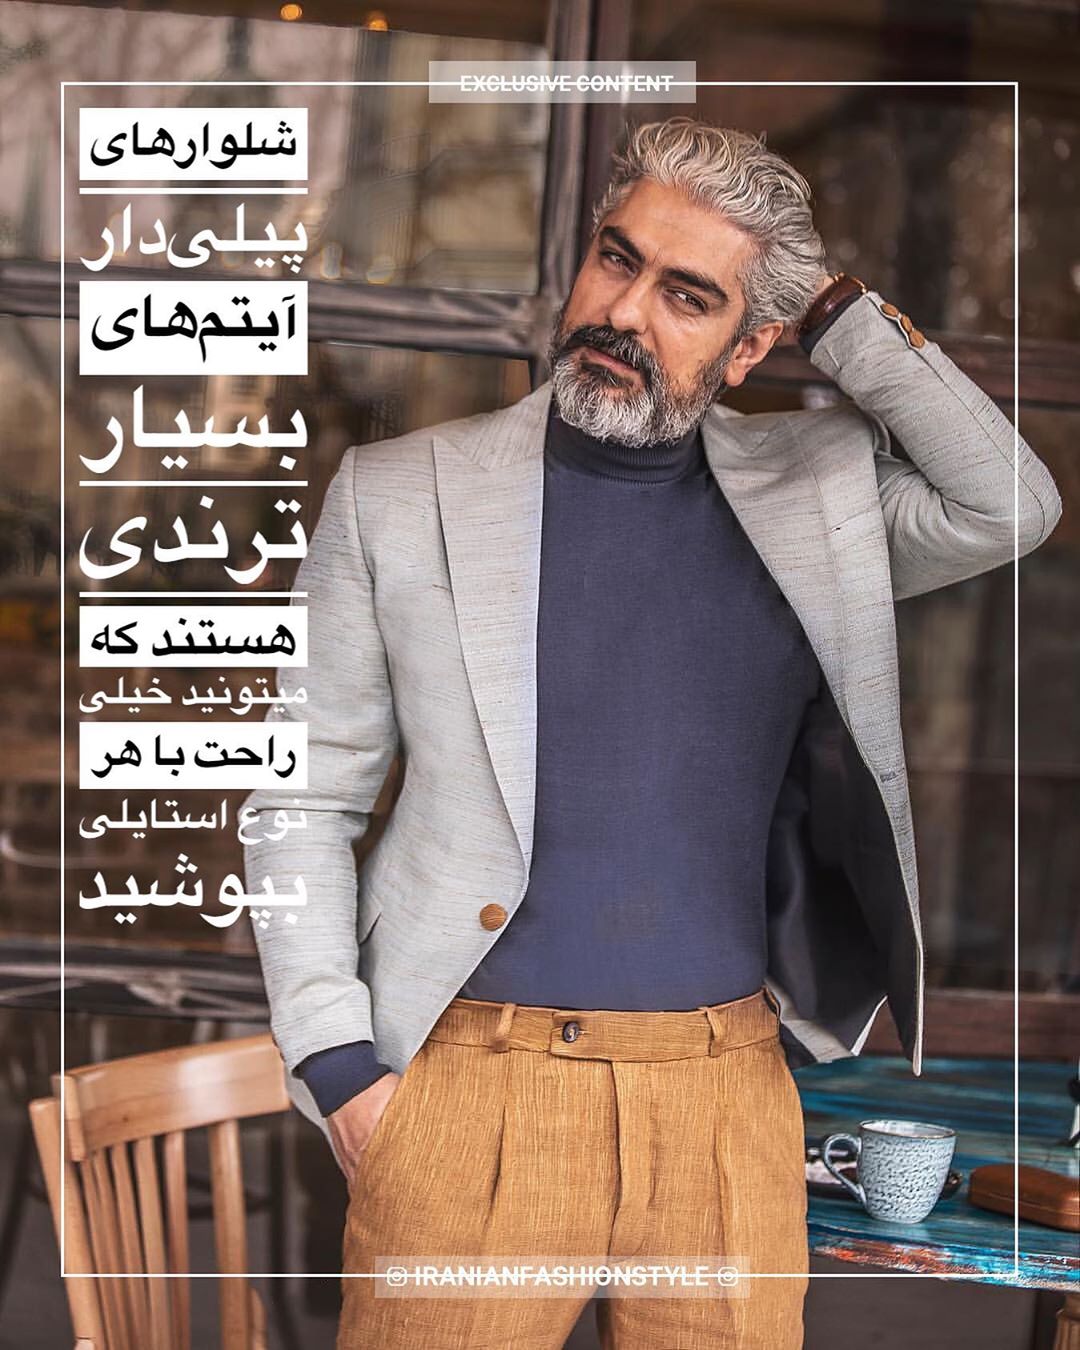 EXCLUSIVE CONTENT
شلوارهای
پیلی‌دار
آیتم‌های
بسیار
ترندی
هستند که
میتونید خیلی
راحت با هر
نوع استایلی
بپوشید
IRANIANFASHIONSTYLE